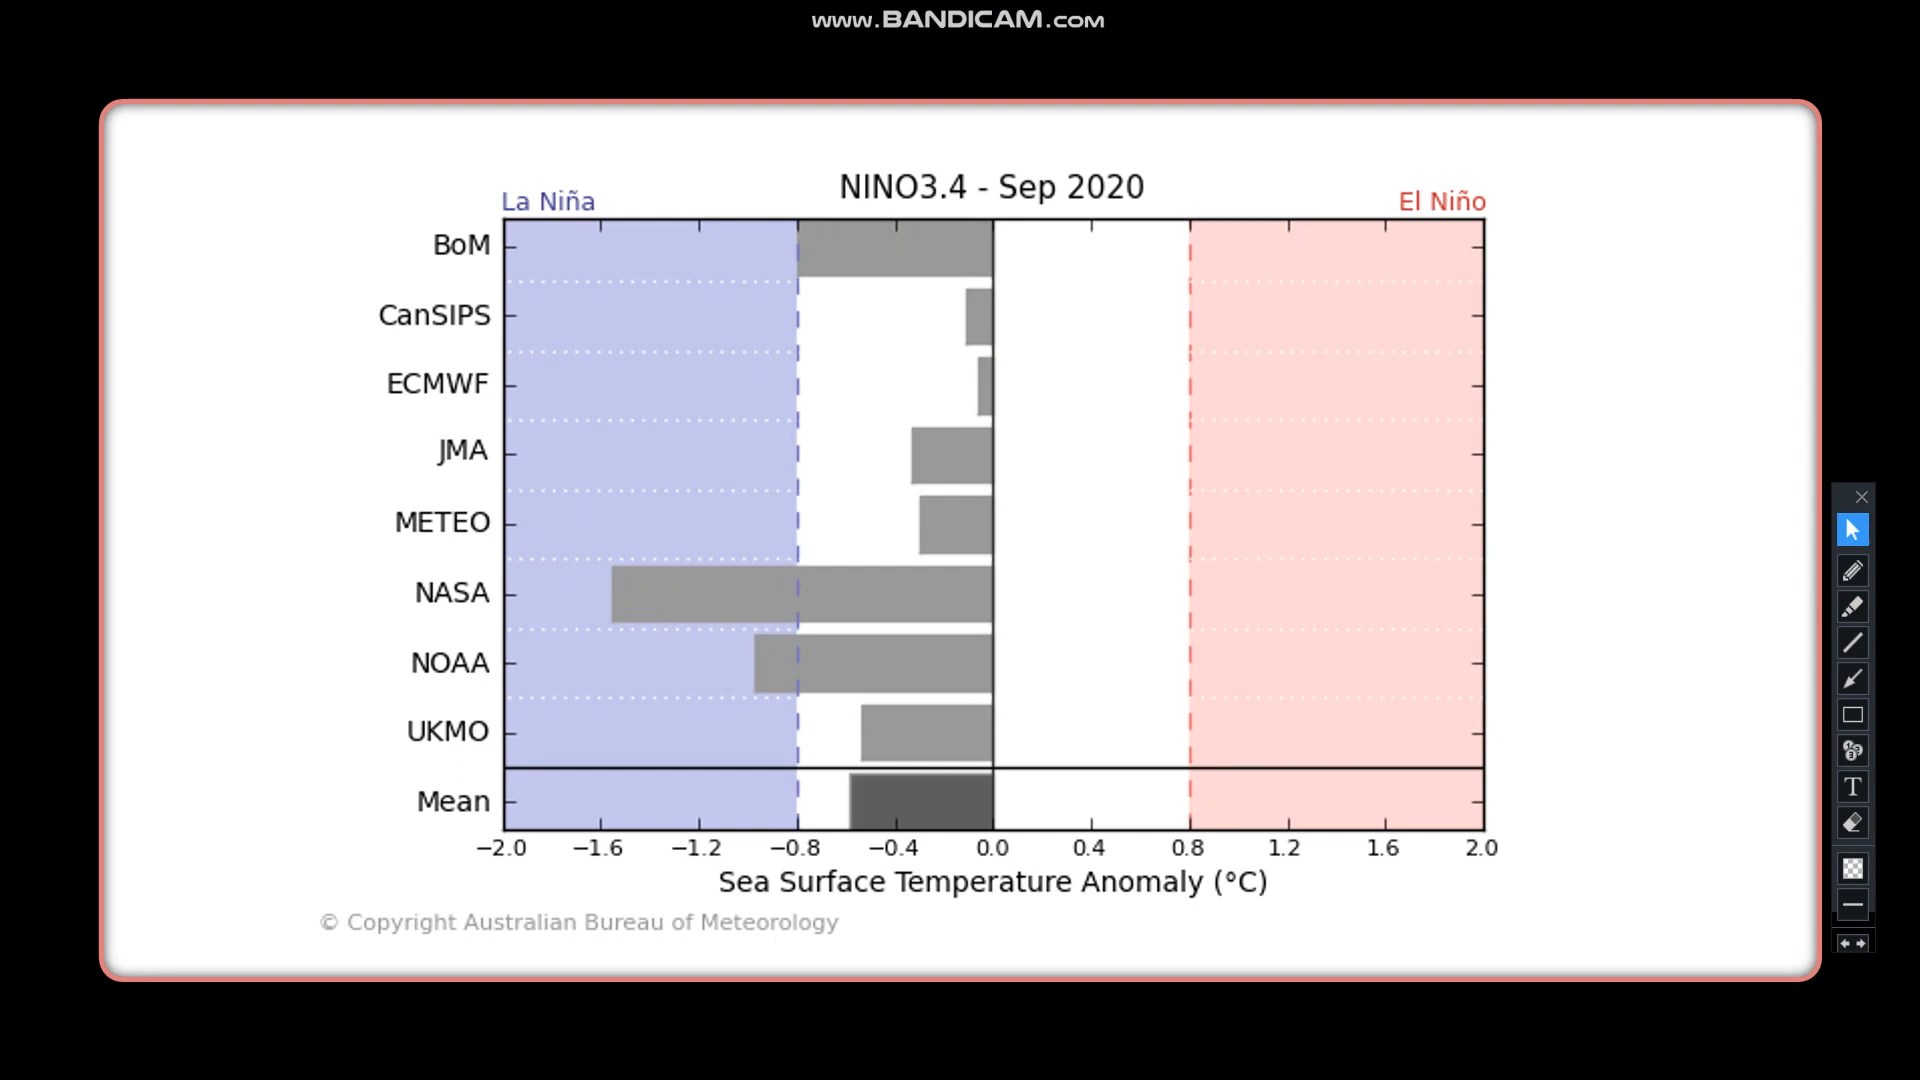 www.BANDICAM.com
NINO3.4 - Sep 2020
La Niña
El Niño
BoM
CanSIPS
ECMWF
JMA
METEO
NASA
NOAA
UKMO
Mean
−2.0 −1.6 −1.2 −0.8 −0.4 0.0 0.4 0.8 1.2 1.6 2.0
Sea Surface Temperature Anomaly (°C)
© Copyright Australian Bureau of Meteorology
T